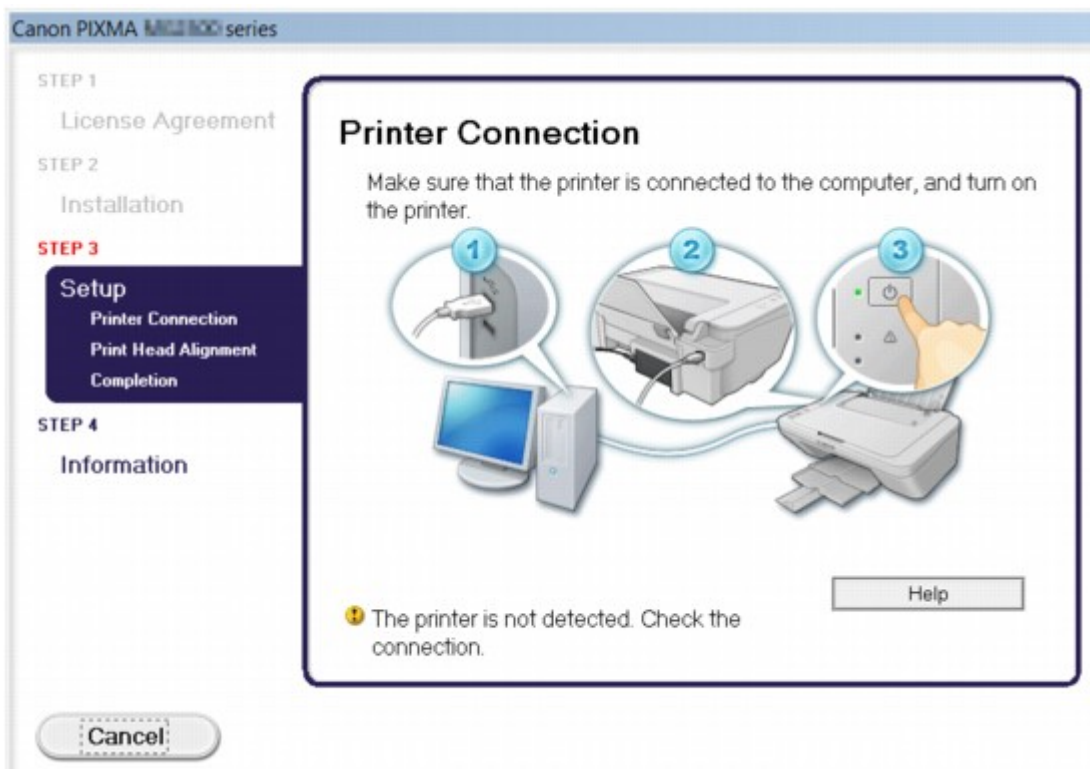 Canon PIXMA series
STEP 1
License Agreement
STEP 2
Installation
STEP 3
Setup
Printer Connection
Print Head Alignment
Completion
STEP 4
Information
Printer Connection
Make sure that the printer is connected to the computer, and turn on
the printer.
1
2
3
Help
The printer is not detected. Check the
connection.
Cancel